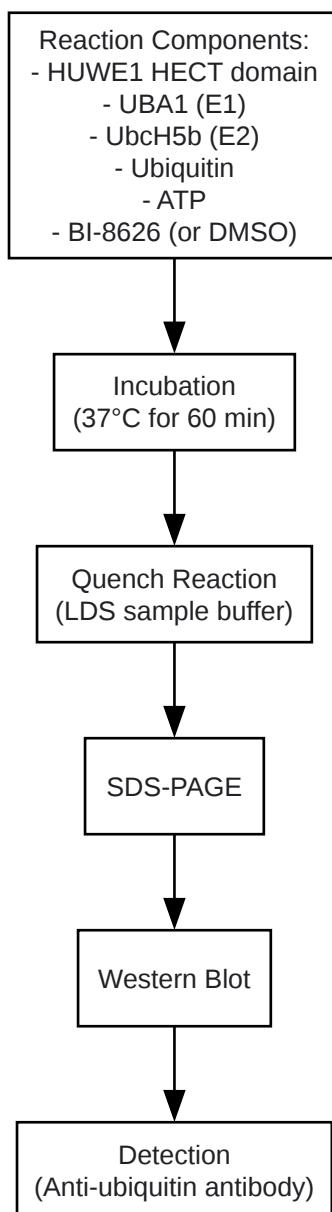 Reaction Components:
- HUWE1 HECT domain
- UBA1 (E1)
- UbcH5b (E2)
- Ubiquitin
- ATP
- BI-8626 (or DMSO)
Incubation
(37°C for 60 min)
Quench Reaction
(LDS sample buffer)
SDS-PAGE
Western Blot
Detection
(Anti-ubiquitin antibody)